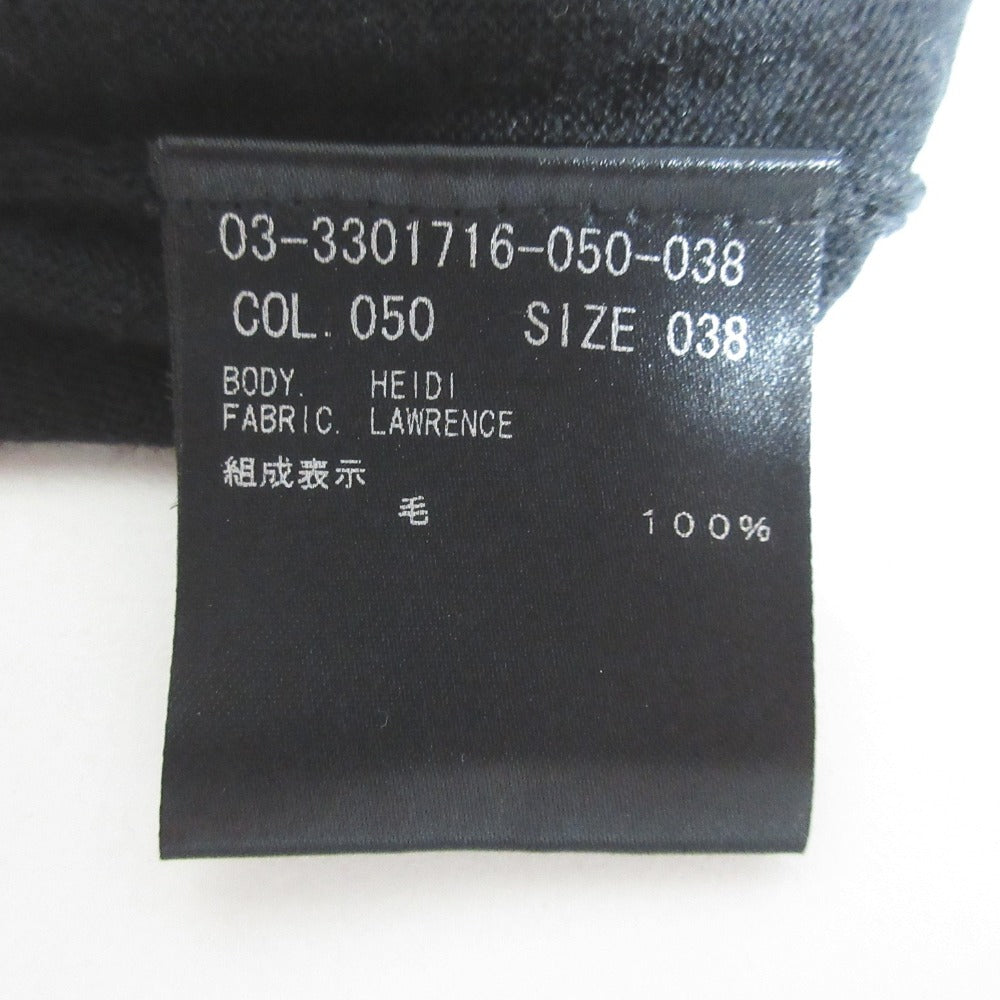 03-3301716-050-038
COL. 050 SIZE 038
BODY. HEIDI
FABRIC. LAWRENCE
組成表示
毛 100%